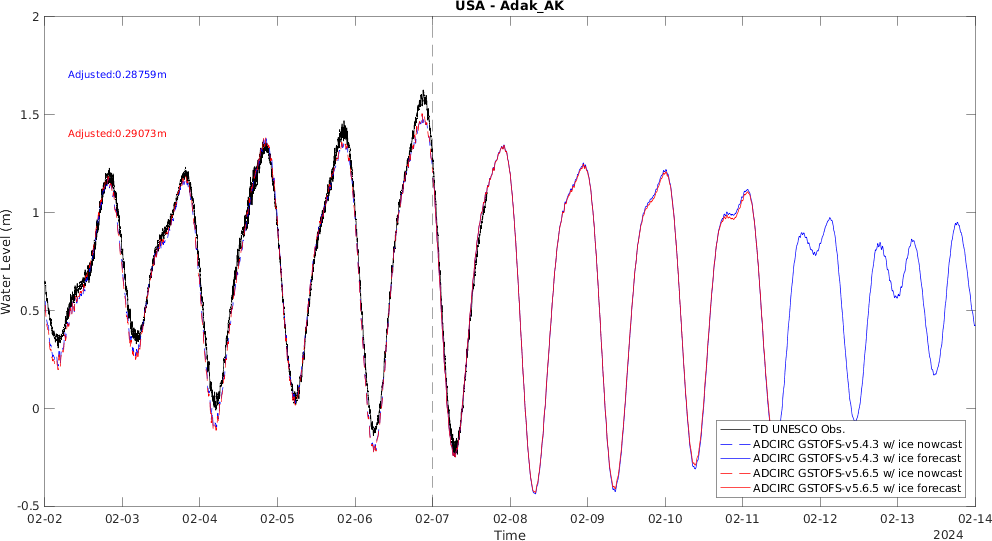 USA - Adak_AK
2
1.5
1
0.5
0
-0.5
Water Level (m)
Adjusted:0.28759m
Adjusted:0.29073m
TD UNESCO Obs.
ADCIRC GSTOFS-v5.4.3 w/ ice nowcast
ADCIRC GSTOFS-v5.4.3 w/ ice forecast
ADCIRC GSTOFS-v5.6.5 w/ ice nowcast
ADCIRC GSTOFS-v5.6.5 w/ ice forecast
02-02 02-03 02-04 02-05 02-06 02-07 02-08 02-09 02-10 02-11 02-12 02-13 02-14
Time
2024